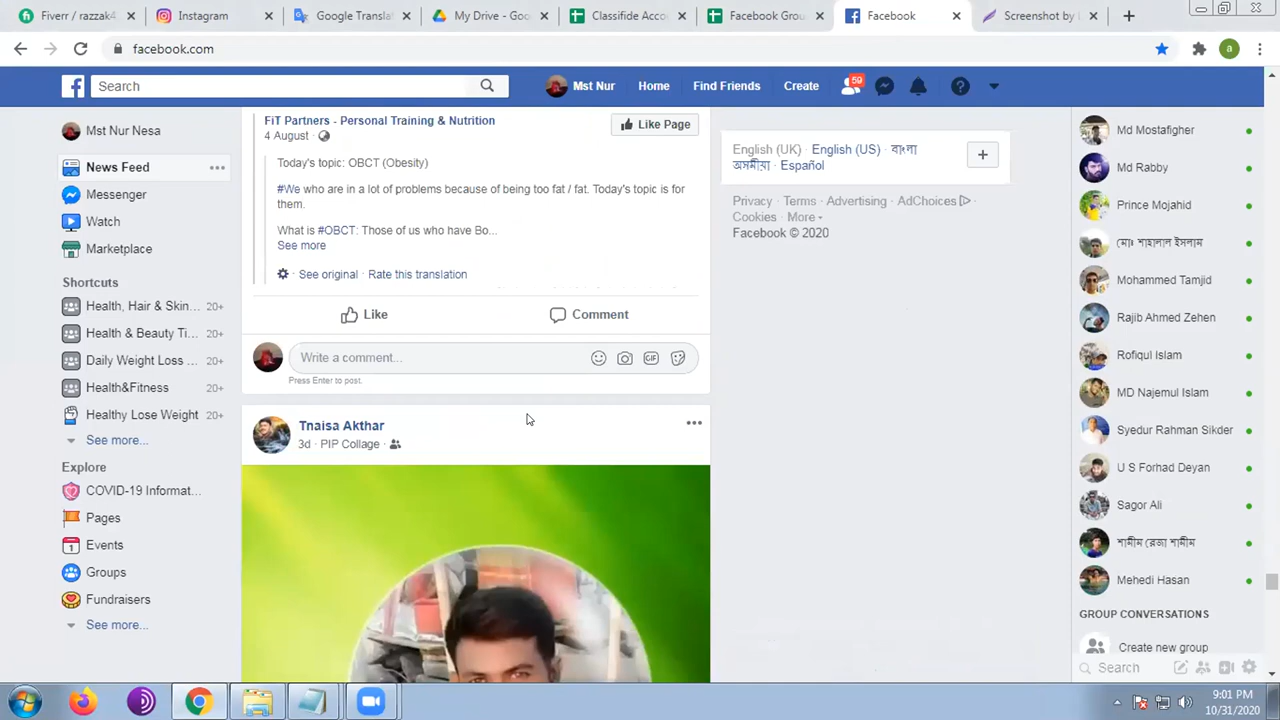 Fiverr / razzak4
Instagram
Google Transla
My Drive - Goo
Classifide Acco
Facebook Grou
Facebook
Screenshot by L
facebook.com
a
Search
Mst Nur
Home
Find Friends
Create
59
Mst Nur Nesa
News Feed
Messenger
Watch
Marketplace
Shortcuts
Health, Hair & Skin... 20+
Health & Beauty Ti... 20+
Daily Weight Loss ... 20+
Health&Fitness 20+
Healthy Lose Weight 20+
See more...
Explore
COVID-19 Informat...
Pages
Events
Groups
Fundraisers
See more...
FiT Partners - Personal Training & Nutrition
4 August
Like Page
Today's topic: OBCT (Obesity)
#We who are in a lot of problems because of being too fat / fat. Today's topic is for
them.
What is #OBCT: Those of us who have Bo...
See more
See original · Rate this translation
Like
Comment
Write a comment...
GIF
Press Enter to post.
Tnaisa Akthar
3d · PIP Collage ·
English (UK) · English (US) · বাংলা ·
অসমীয়া · Español
Privacy · Terms · Advertising · AdChoices ·
Cookies · More
Facebook © 2020
Md Mostafigher
Md Rabby
Prince Mojahid
মোঃ শাহালাল ইসলাম
Mohammed Tamjid
Rajib Ahmed Zehen
Rofiqul Islam
MD Najemul Islam
Syedur Rahman Sikder
U S Forhad Deyan
Sagor Ali
শামীম রেজা শামীম
Mehedi Hasan
GROUP CONVERSATIONS
Create new group
Search
9:01 PM
10/31/2020